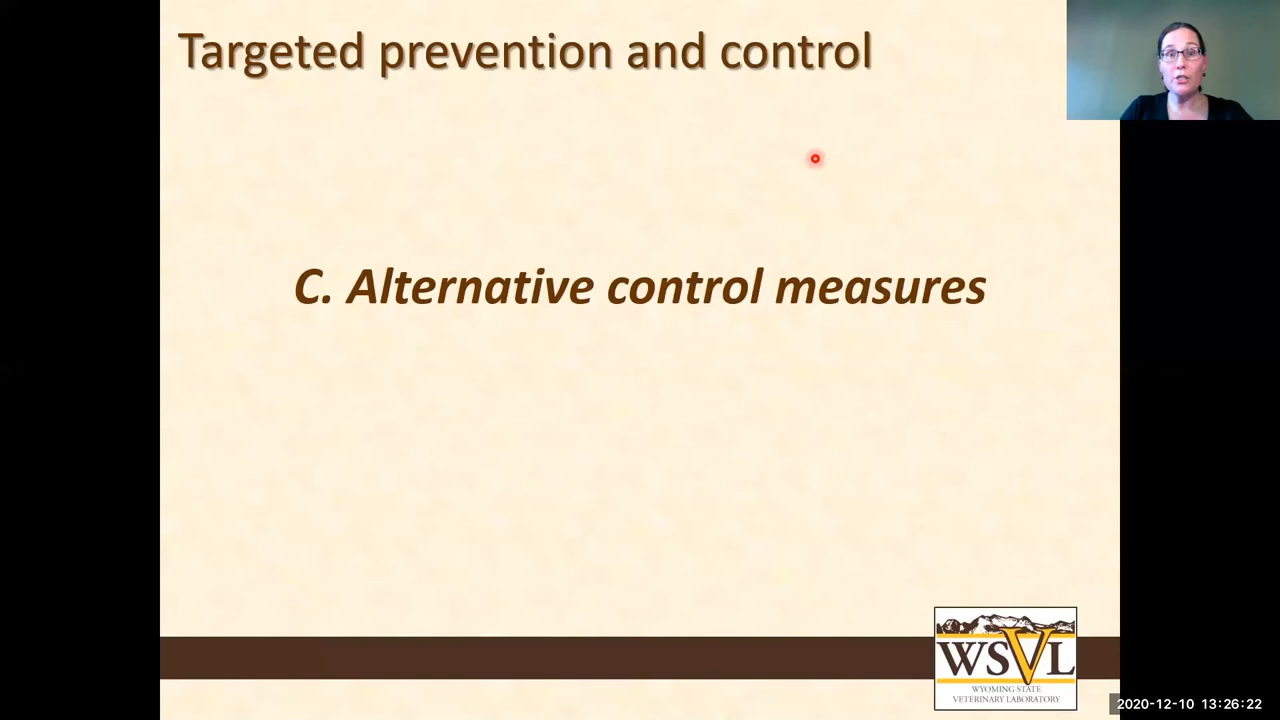 Targeted prevention and control
C. Alternative control measures
WSVL
WYOMING STATE
VETERINARY LABORATORY
2020-12-10 13:26:22